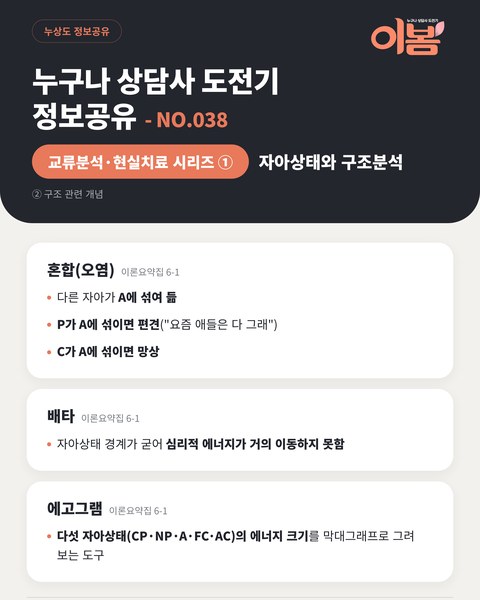 누상도 정보공유
누구나 상담사 도전기
이봄
누구나 상담사 도전기
정보공유 - NO.038
교류분석·현실치료 시리즈 ① 자아상태와 구조분석
② 구조 관련 개념
혼합(오염) 이론요약집 6-1
• 다른 자아가 A에 섞여 듦
• P가 A에 섞이면 편견("요즘 애들은 다 그래")
• C가 A에 섞이면 망상
배타 이론요약집 6-1
• 자아상태 경계가 굳어 심리적 에너지가 거의 이동하지 못함
에고그램 이론요약집 6-1
• 다섯 자아상태(CP·NP·A·FC·AC)의 에너지 크기를 막대그래프로 그려
보는 도구